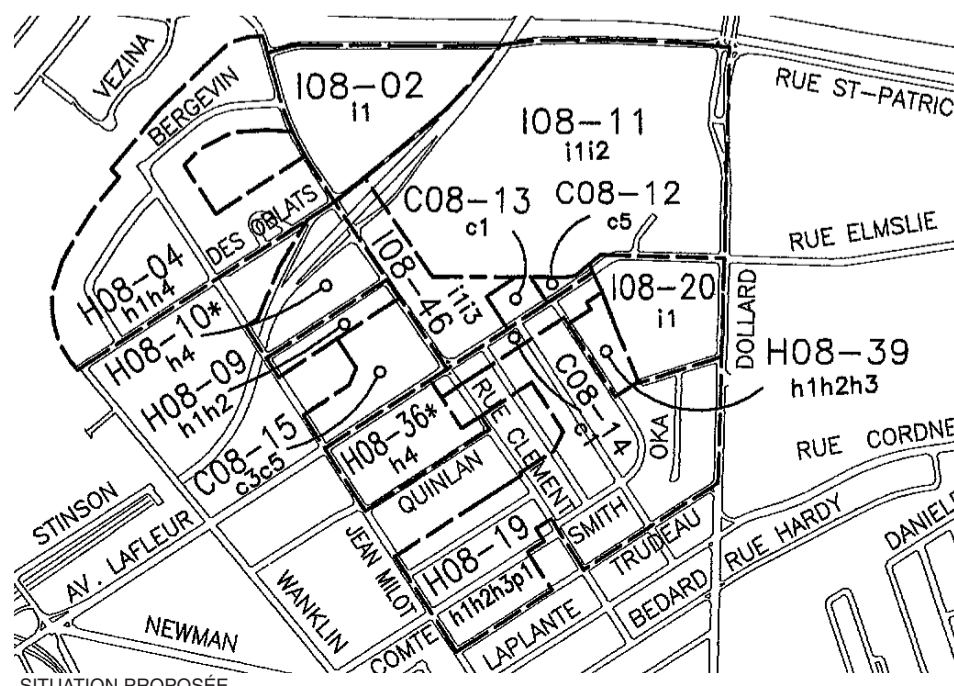 VEZINA
BERGEVIN
I08-02
i1
I08-11
i1i2
RUE ST-PATRIC
C08-13
c1
C08-12
c5
DES OBLATS
RUE ELMSLIE
H08-04
h1h4
I08-46
i1i3
I08-20
i1
DOLLARD
H08-10*
h4
H08-09
h1h2
H08-39
h1h2h3
C08-15
c3c5
H08-36*
h4
RUE CLEMENT
C08-14
c1
OKA
RUE CORDNE
STINSON
AV. LAFLEUR
QUINLAN
JEAN MILOT
H08-19
h1h2h3p1
SMITH
TRUDEAU
RUE HARDY
DANIEL
WANKLIN
BEDARD
NEWMAN
COMTE
LAPLANTE
SITUATION PROPOSÉE